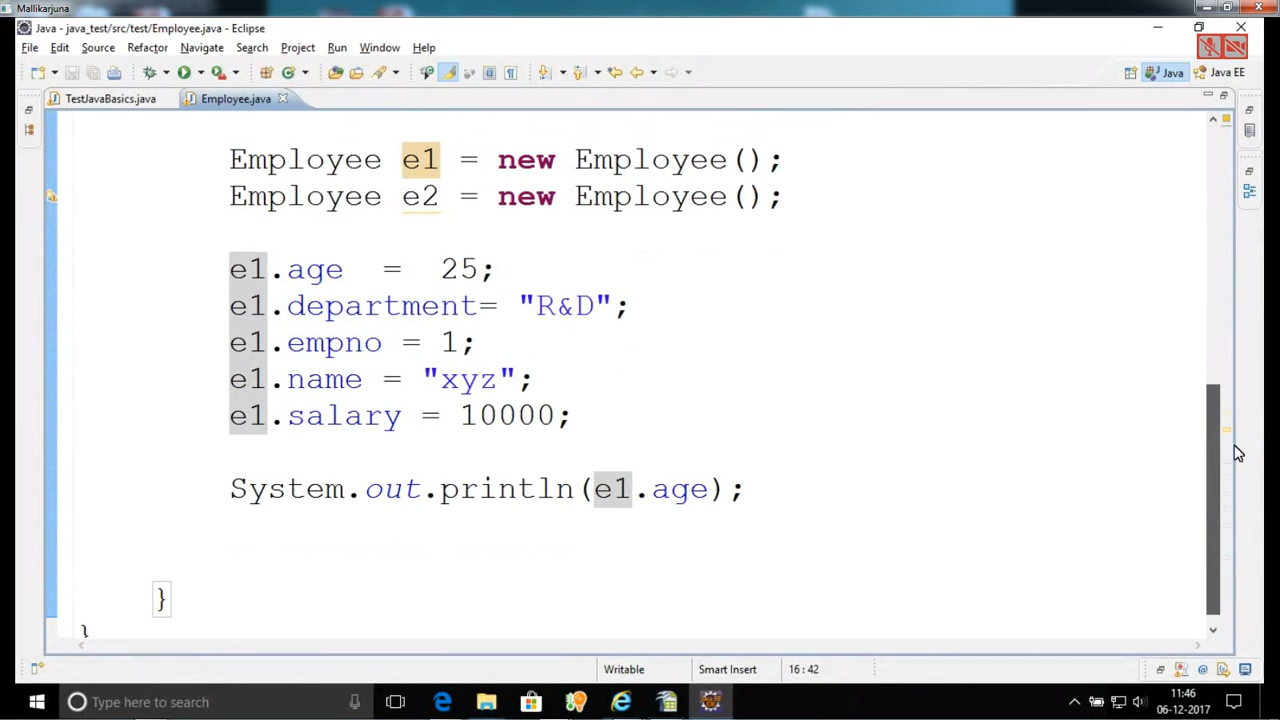 Mallikarjuna
Java - java_test/src/test/Employee.java - Eclipse
File Edit Source Refactor Navigate Search Project Run Window Help
Java Java EE
TestJavaBasics.java Employee.java
Employee e1 = new Employee();
Employee e2 = new Employee();
e1.age = 25;
e1.department= "R&D";
e1.empno = 1;
e1.name = "xyz";
e1.salary = 10000;
System.out.println(e1.age);
}
}
Writable Smart Insert 16 : 42
Type here to search
11:46
06-12-2017